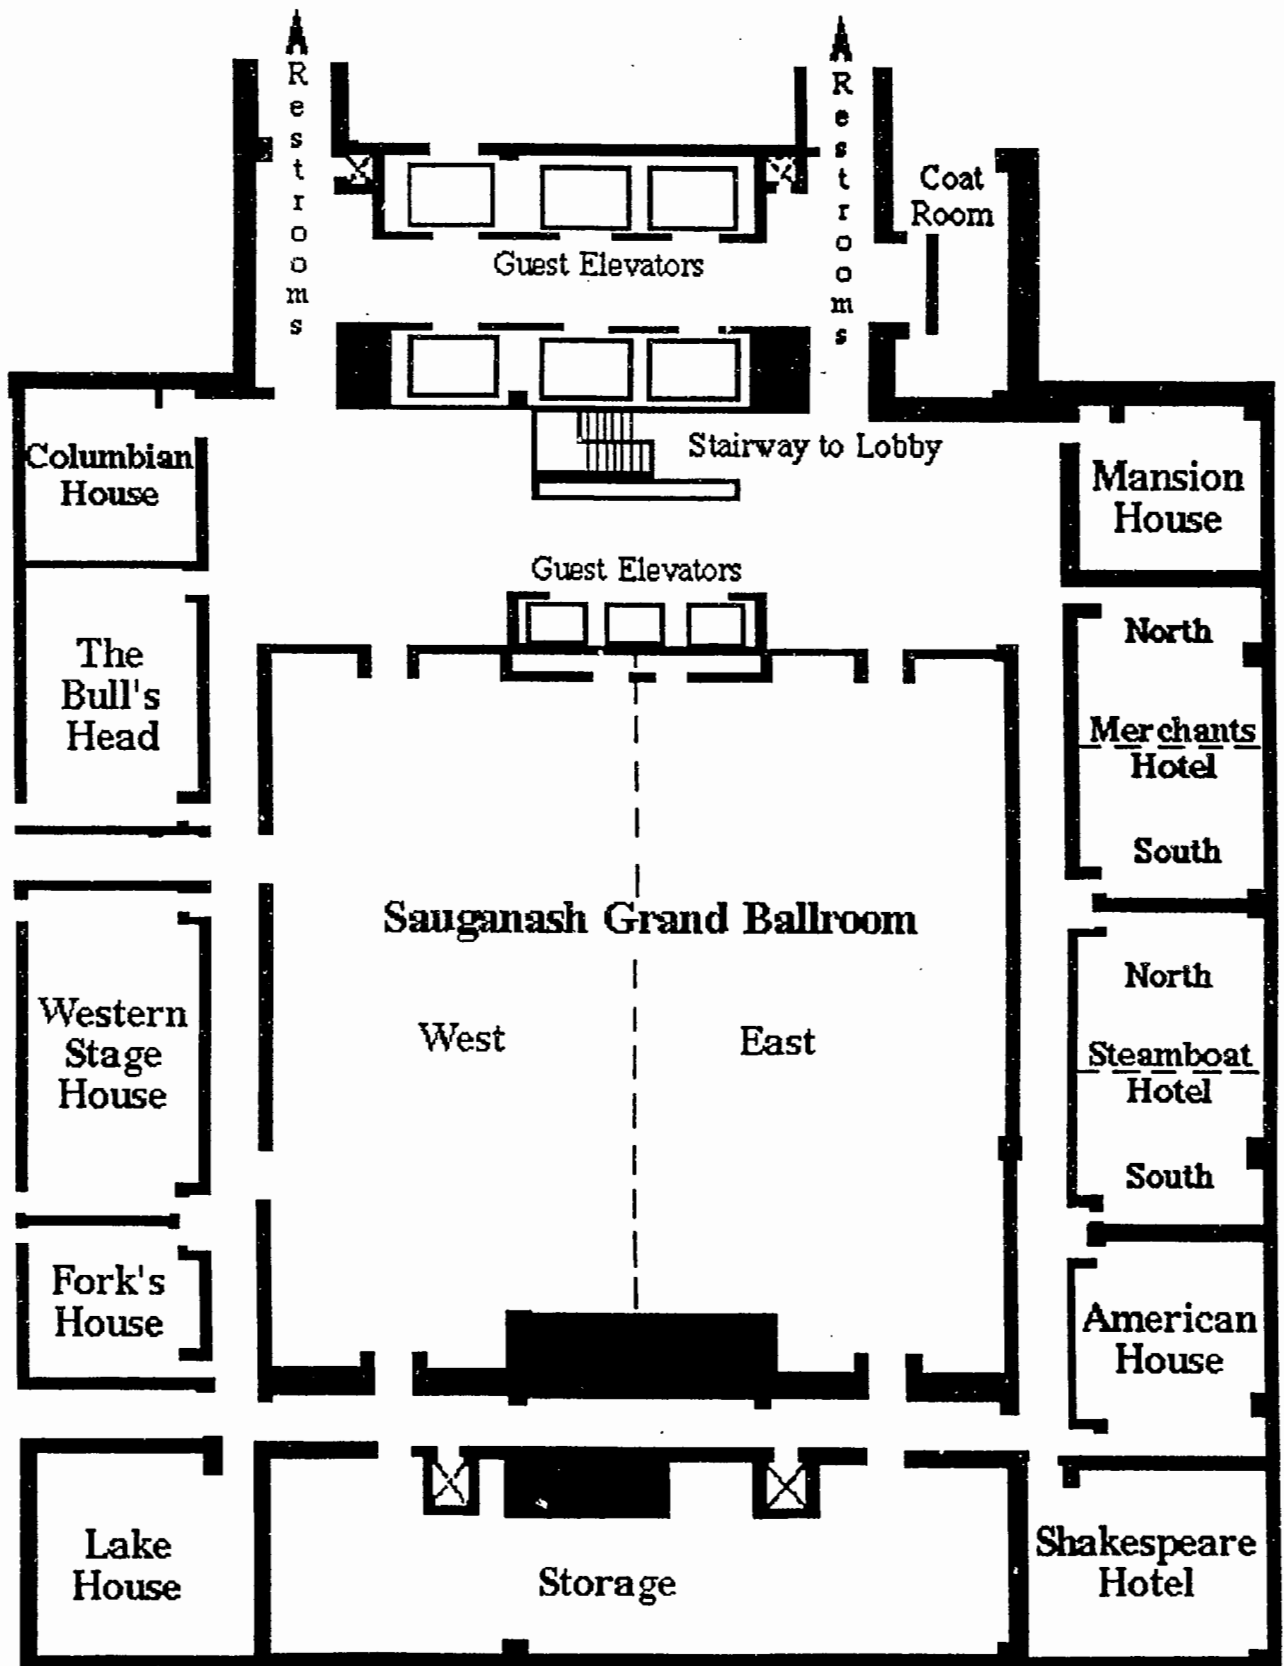 Restrooms
Restrooms
Coat
Room
Guest Elevators
Stairway to Lobby
Columbian
House
Mansion
House
Guest Elevators
The
Bull's
Head
North
Merchants
Hotel
South
Sauganash Grand Ballroom
West
East
Western
Stage
House
North
Steamboat
Hotel
South
Fork's
House
American
House
Lake
House
Storage
Shakespeare
Hotel